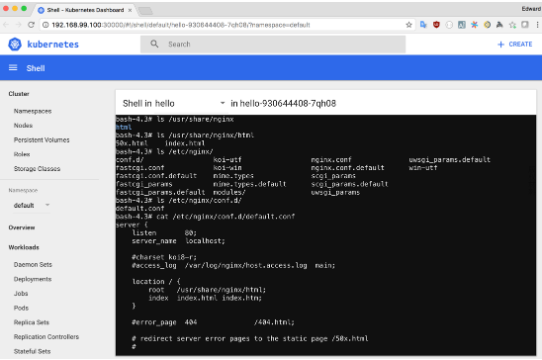 Shell - Kubernetes Dashboard
Edward
192.168.99.100:30000/#!/shell/default/hello-930644408-7qh08/?namespace=default
kubernetes
Search
+ CREATE
Shell
Cluster
Namespaces
Nodes
Persistent Volumes
Roles
Storage Classes
Namespace
default
Overview
Workloads
Daemon Sets
Deployments
Jobs
Pods
Replica Sets
Replication Controllers
Stateful Sets
Shell in hello in hello-930644408-7qh08
bash-4.3# ls /usr/share/nginx
html
bash-4.3# ls /usr/share/nginx/html
50x.html index.html
bash-4.3# ls /etc/nginx/
conf.d/ koi-utf nginx.conf uwsgi_params.default
fastcgi.conf koi-win nginx.conf.default win-utf
fastcgi.conf.default mime.types scgi_params
fastcgi_params mime.types.default scgi_params.default
fastcgi_params.default modules/ uwsgi_params
bash-4.3# ls /etc/nginx/conf.d/
default.conf
bash-4.3# cat /etc/nginx/conf.d/default.conf
server {
listen 80;
server_name localhost;
#charset koi8-r;
#access_log /var/log/nginx/host.access.log main;
location / {
root /usr/share/nginx/html;
index index.html index.htm;
}
#error_page 404 /404.html;
# redirect server error pages to the static page /50x.html
#